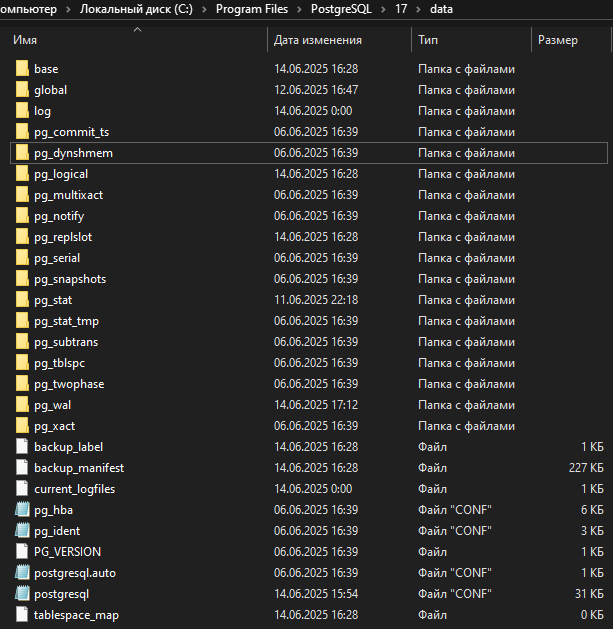 омпьютер > Локальный диск (C:) > Program Files > PostgreSQL > 17 > data
Имя Дата изменения Тип Размер
base 14.06.2025 16:28 Папка с файлами
global 12.06.2025 16:47 Папка с файлами
log 14.06.2025 0:00 Папка с файлами
pg_commit_ts 06.06.2025 16:39 Папка с файлами
pg_dynshmem 06.06.2025 16:39 Папка с файлами
pg_logical 14.06.2025 16:28 Папка с файлами
pg_multixact 06.06.2025 16:39 Папка с файлами
pg_notify 06.06.2025 16:39 Папка с файлами
pg_replslot 14.06.2025 16:28 Папка с файлами
pg_serial 06.06.2025 16:39 Папка с файлами
pg_snapshots 06.06.2025 16:39 Папка с файлами
pg_stat 11.06.2025 22:18 Папка с файлами
pg_stat_tmp 06.06.2025 16:39 Папка с файлами
pg_subtrans 06.06.2025 16:39 Папка с файлами
pg_tblspc 06.06.2025 16:39 Папка с файлами
pg_twophase 06.06.2025 16:39 Папка с файлами
pg_wal 14.06.2025 17:12 Папка с файлами
pg_xact 06.06.2025 16:39 Папка с файлами
backup_label 14.06.2025 16:28 Файл 1 КБ
backup_manifest 14.06.2025 16:28 Файл 227 КБ
current_logfiles 14.06.2025 0:00 Файл 1 КБ
pg_hba 06.06.2025 16:39 Файл "CONF" 6 КБ
pg_ident 06.06.2025 16:39 Файл "CONF" 3 КБ
PG_VERSION 06.06.2025 16:39 Файл 1 КБ
postgresql.auto 06.06.2025 16:39 Файл "CONF" 1 КБ
postgresql 14.06.2025 15:54 Файл "CONF" 31 КБ
tablespace_map 14.06.2025 16:28 Файл 0 КБ